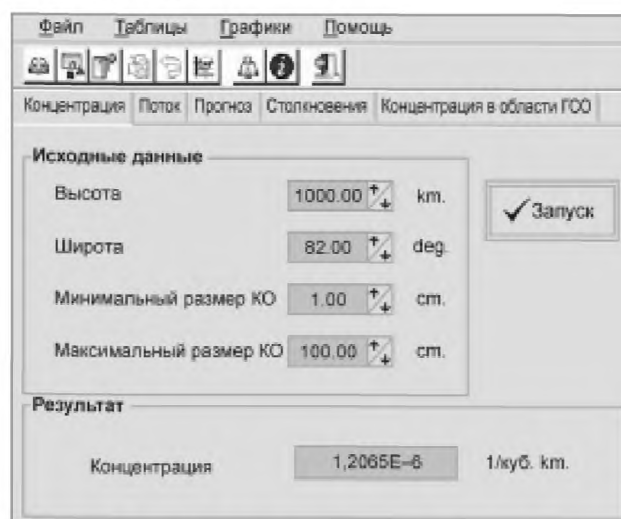 Файл Таблицы Графики Помощь
Концентрация Поток Прогноз Столкновения Концентрация в области ГСО
Исходные данные
Высота 1000.00 km.
Запуск
Широта 82.00 deg.
Минимальный размер КО 1.00 cm.
Максимальный размер КО 100.00 cm.
Результат
Концентрация 1,2065E–6 1/куб. km.